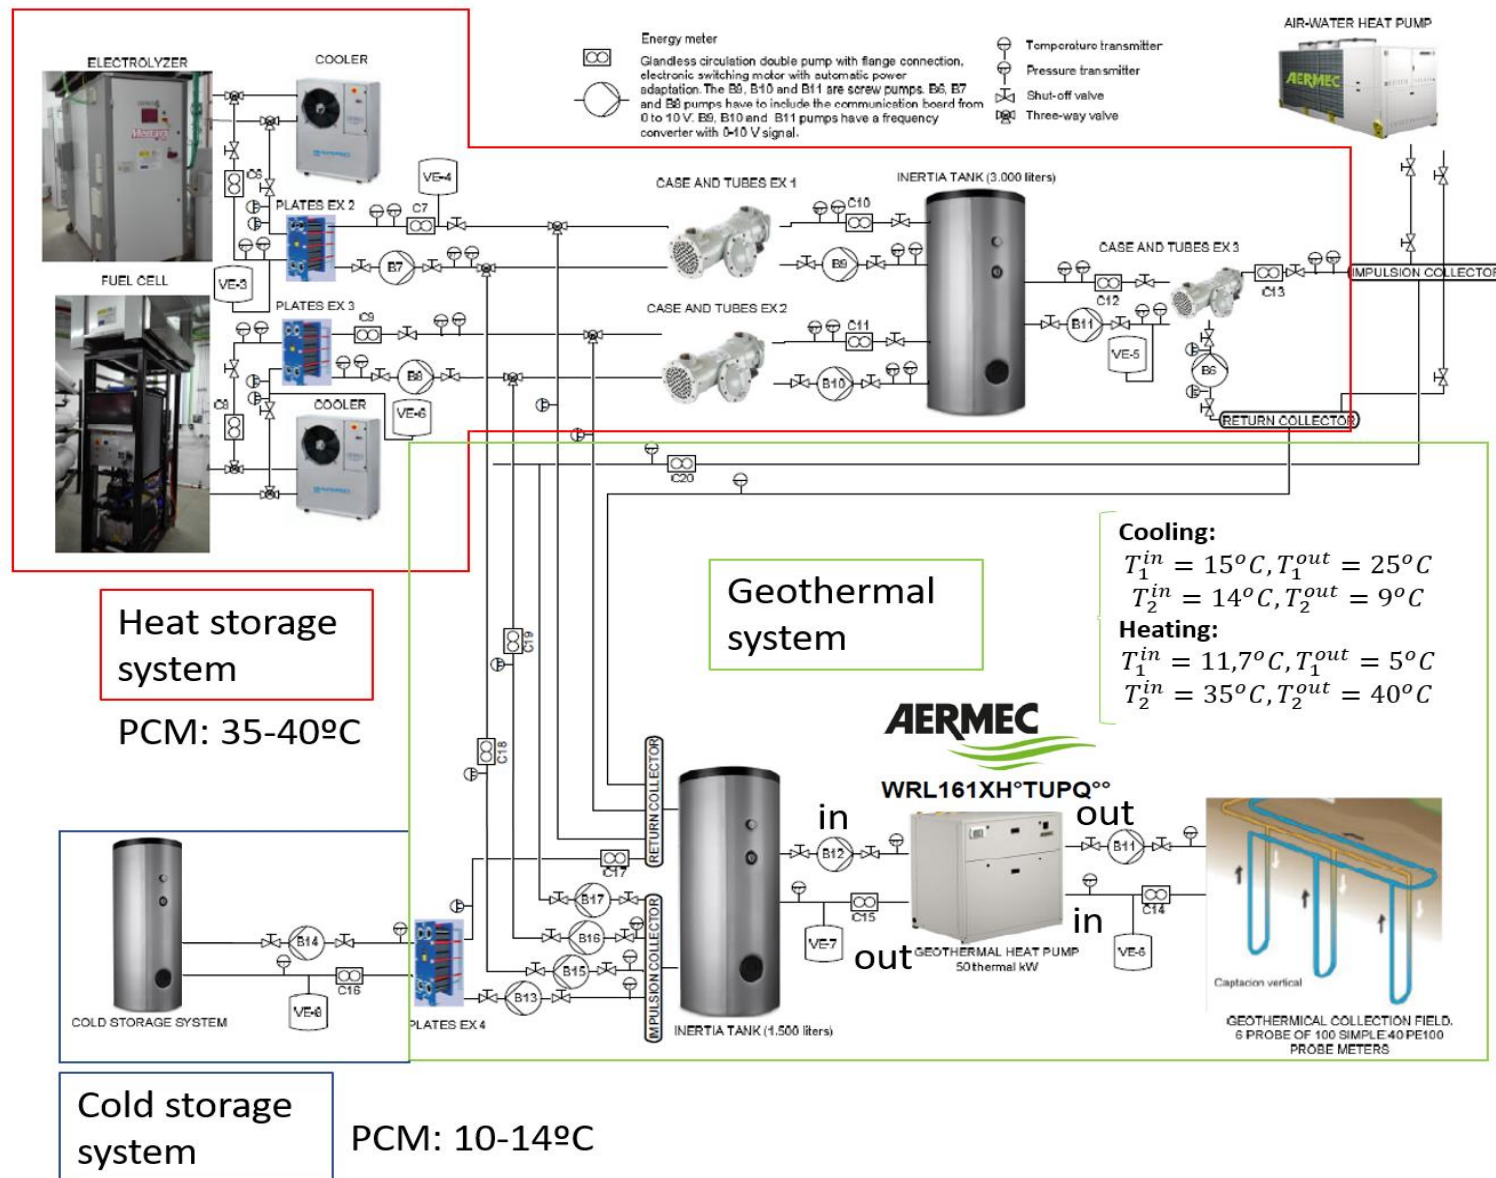 ELECTROLYZER
COOLER
Energy meter
Glandless circulation double pump with flange connection,
electronic switching motor with automatic power
adaptation. The B9, B10 and B11 are screw pumps. B6, B7
and B8 pumps have to include the communication board from
0 to 10 V. B9, B10 and B11 pumps have a frequency
converter with 0-10 V signal.
Temperature transmitter
Pressure transmitter
Shut-off valve
Three-way valve
AIR-WATER HEAT PUMP
AERMEC
C6
VE-4
PLATES EX 2
C7
B7
VE-3
CASE AND TUBES EX 1
C10
B9
INERTIA TANK (3.000 liters)
CASE AND TUBES EX 3
C12
C13
IMPULSION COLLECTOR
FUEL CELL
PLATES EX 3
C9
B8
CASE AND TUBES EX 2
C11
B10
B11
VE-5
B6
RETURN COLLECTOR
C8
COOLER
VE-6
C20
Cooling:
T₁ⁱⁿ = 15ºC, T₁ᵒᵘᵗ = 25ºC
T₂ⁱⁿ = 14ºC, T₂ᵒᵘᵗ = 9ºC
Heating:
T₁ⁱⁿ = 11,7ºC, T₁ᵒᵘᵗ = 5ºC
T₂ⁱⁿ = 35ºC, T₂ᵒᵘᵗ = 40ºC
Heat storage
system
PCM: 35-40ºC
Geothermal
system
C19
C18
AERMEC
WRL161XH°TUPQ°°
RETURN COLLECTOR
in
out
B12
B11
C17
C15
C14
B17
B16
B15
B13
IMPULSION COLLECTOR
VE-7
out
in
VE-6
GEOTHERMAL HEAT PUMP
50 thermal kW
Captacion vertical
B14
C16
VE-8
COLD STORAGE SYSTEM
PLATES EX 4
INERTIA TANK (1.500 liters)
GEOTHERMICAL COLLECTION FIELD.
6 PROBE OF 100 SIMPLE 40 PE100
PROBE METERS
Cold storage
system
PCM: 10-14ºC